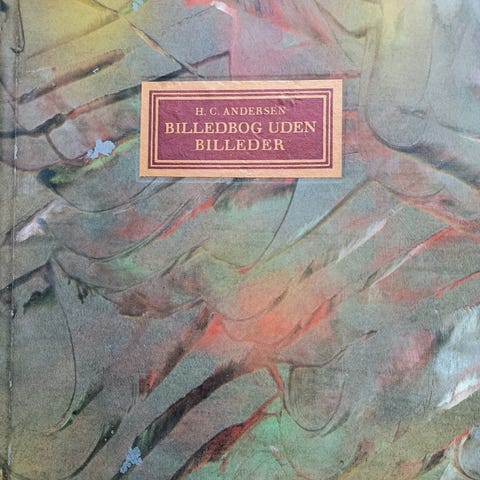 H. C. ANDERSEN
BILLEDBOG UDEN
BILLEDER